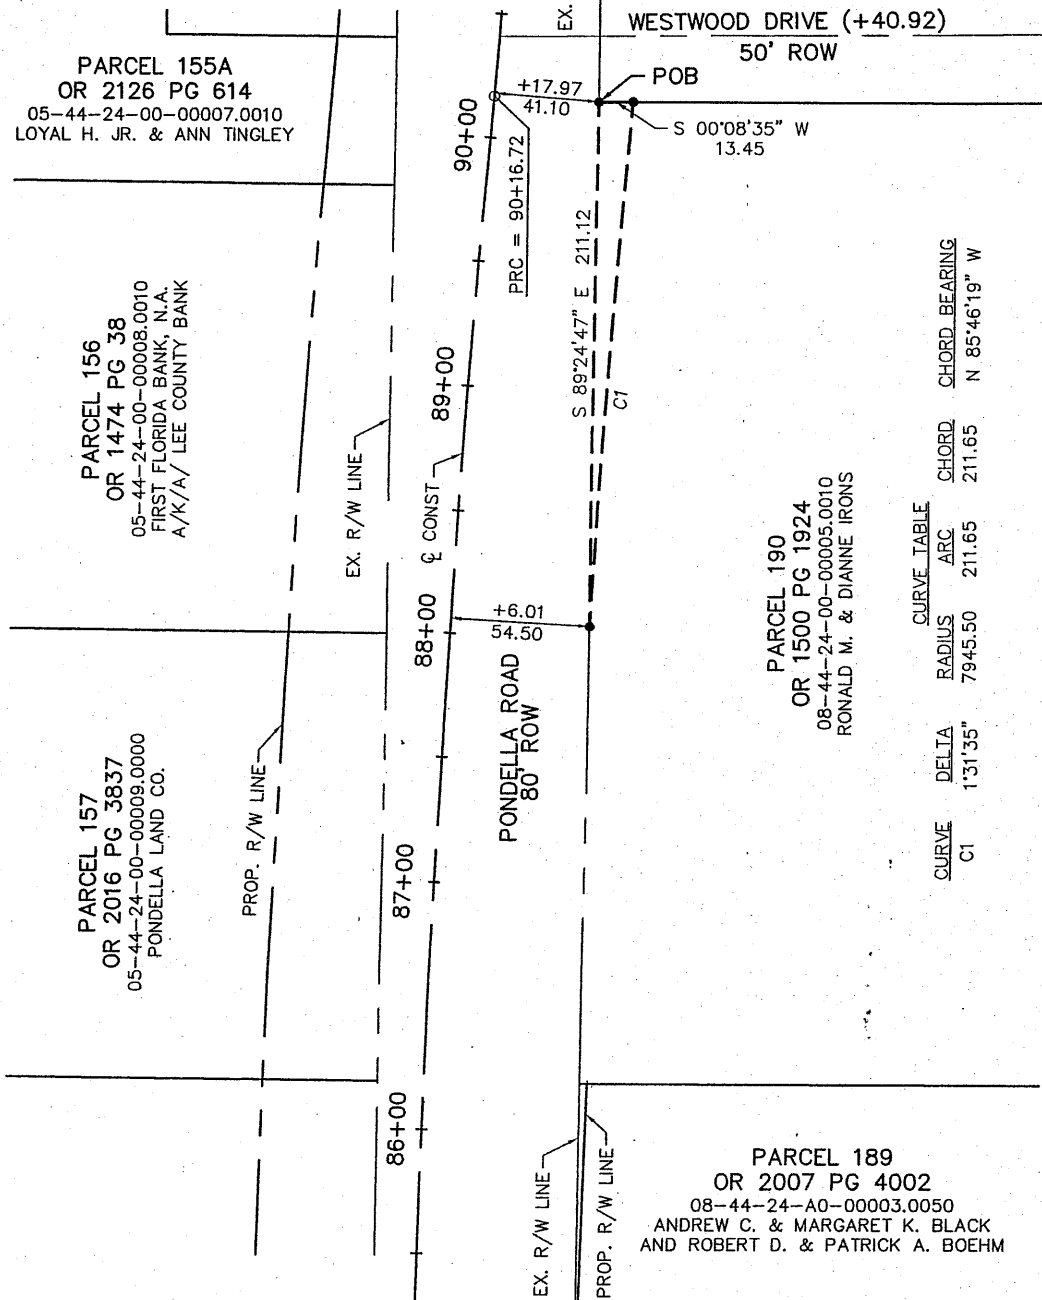 EX.
WESTWOOD DRIVE (+40.92)
50' ROW
PARCEL 155A
OR 2126 PG 614
05-44-24-00-00007.0010
LOYAL H. JR. & ANN TINGLEY
90+00
+17.97
41.10
POB
S 00°08'35" W
13.45
PRC = 90+16.72
S 89°24'47" E 211.12
C1
PARCEL 156
OR 1474 PG 38
05-44-24-00-00008.0010
FIRST FLORIDA BANK, N.A.
A/K/A/ LEE COUNTY BANK
EX. R/W LINE
89+00
℄ CONST
88+00
+6.01
54.50
PONDELLA ROAD
80' ROW
PARCEL 190
OR 1500 PG 1924
08-44-24-00-00005.0010
RONALD M. & DIANNE IRONS
CURVE TABLE
CURVE DELTA RADIUS ARC CHORD CHORD BEARING
C1 1°31'35" 7945.50 211.65 211.65 N 85°46'19" W
PARCEL 157
OR 2016 PG 3837
05-44-24-00-00009.0000
PONDELLA LAND CO.
PROP. R/W LINE
87+00
86+00
EX. R/W LINE
PROP. R/W LINE
PARCEL 189
OR 2007 PG 4002
08-44-24-A0-00003.0050
ANDREW C. & MARGARET K. BLACK
AND ROBERT D. & PATRICK A. BOEHM